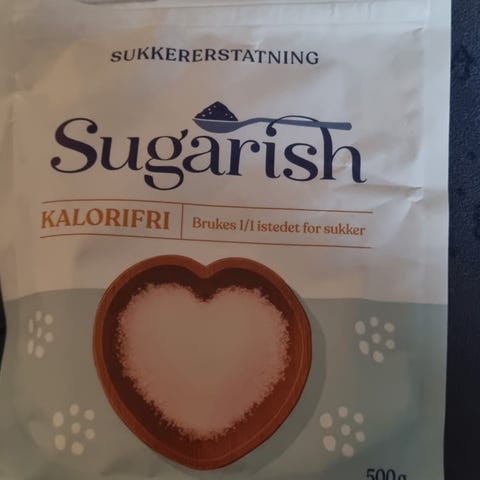 SUKKERERSTATNING
Sugarish
KALORIFRI
Brukes 1/1 istedet for sukker
500g